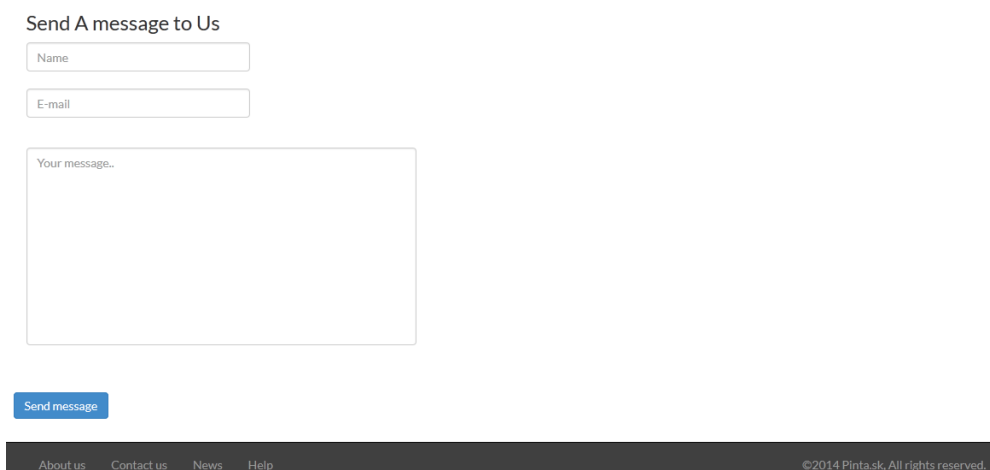 Send A message to Us
Name
E-mail
Your message..
Send message
About us Contact us News Help ©2014 Pinta.sk, All rights reserved.